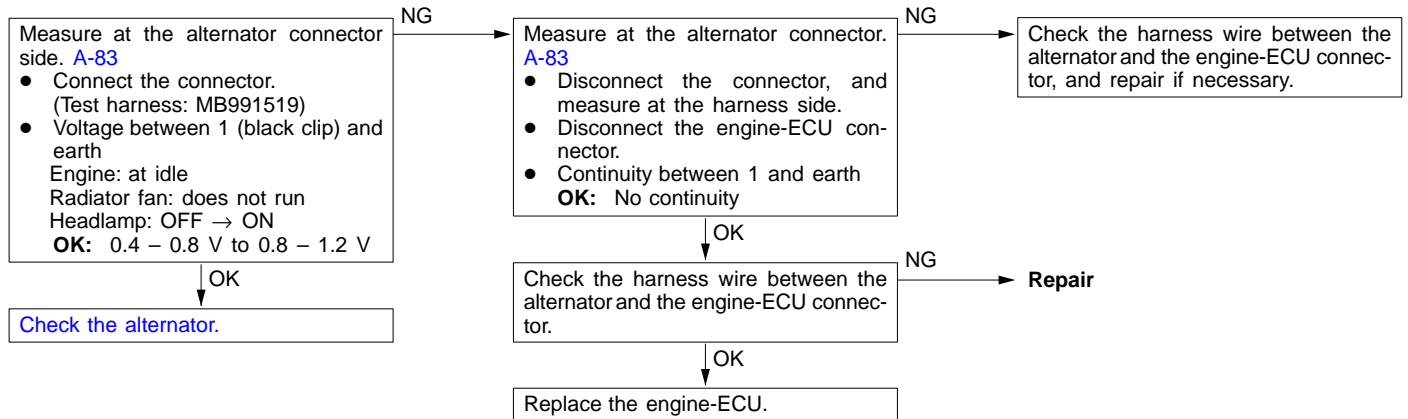 Measure at the alternator connector
side. A-83
● Connect the connector.
(Test harness: MB991519)
● Voltage between 1 (black clip) and
earth
Engine: at idle
Radiator fan: does not run
Headlamp: OFF → ON
OK: 0.4 – 0.8 V to 0.8 – 1.2 V
OK
Check the alternator.
NG
Measure at the alternator connector.
A-83
● Disconnect the connector, and
measure at the harness side.
● Disconnect the engine-ECU con-
nector.
● Continuity between 1 and earth
OK: No continuity
NG
Check the harness wire between the
alternator and the engine-ECU connec-
tor, and repair if necessary.
OK
Check the harness wire between the
alternator and the engine-ECU connec-
tor.
NG
Repair
OK
Replace the engine-ECU.